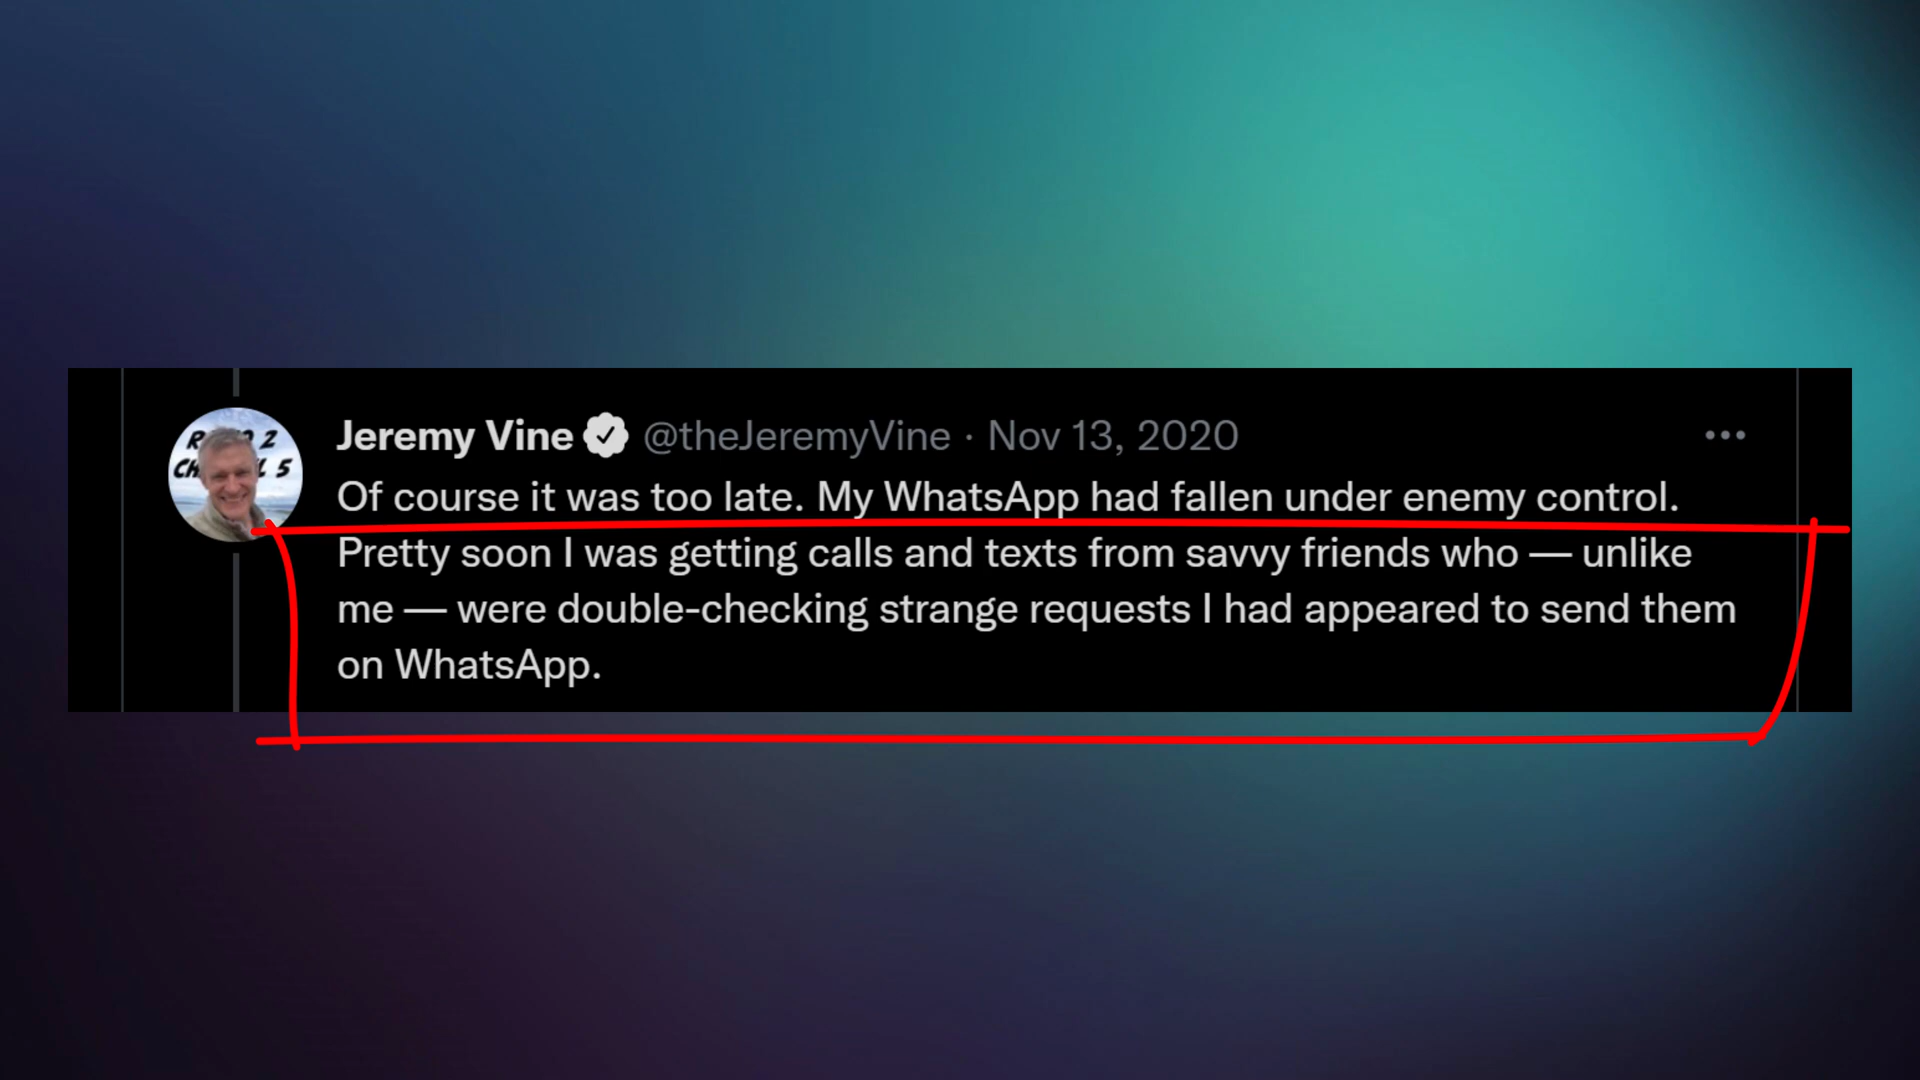 Jeremy Vine @theJeremyVine · Nov 13, 2020
Of course it was too late. My WhatsApp had fallen under enemy control.
Pretty soon I was getting calls and texts from savvy friends who — unlike
me — were double-checking strange requests I had appeared to send them
on WhatsApp.